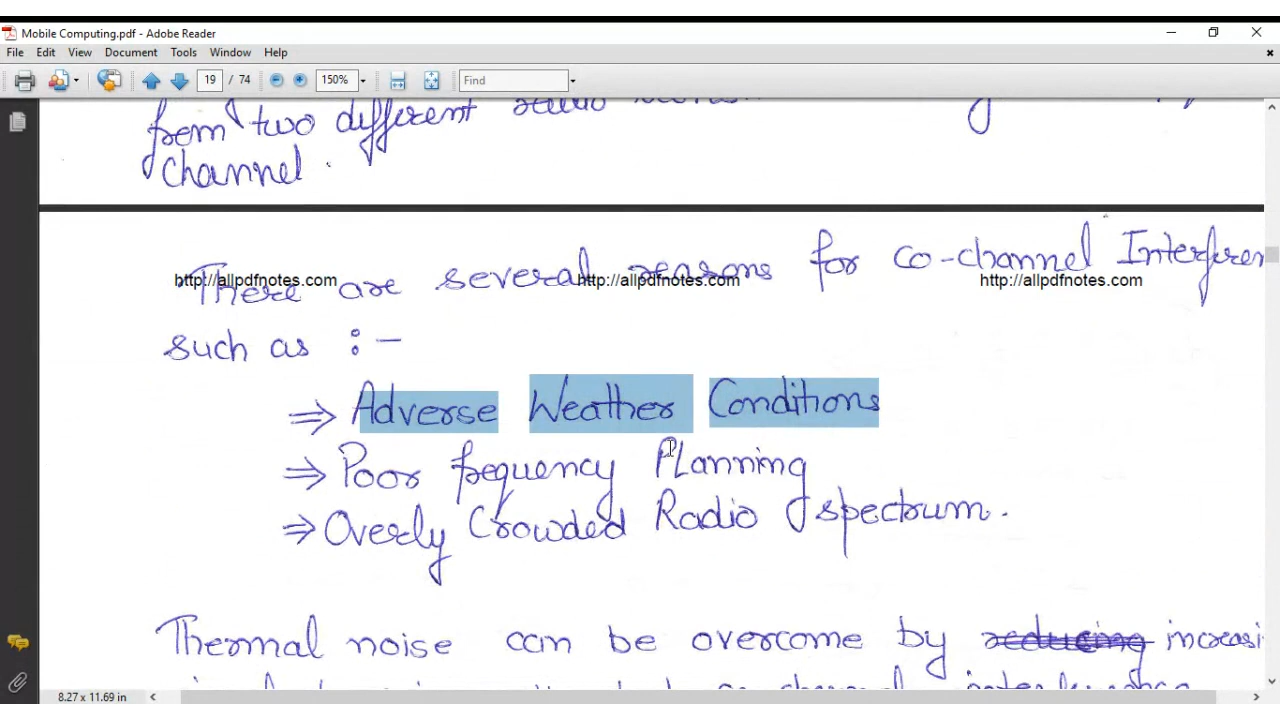 Mobile Computing.pdf - Adobe Reader
File Edit View Document Tools Window Help
19 / 74 150% Find
from two different
channel.
There are several reasons for co-channel Interferen
http://allpdfnotes.com http://allpdfnotes.com http://allpdfnotes.com
such as :-
⇒ Adverse Weather Conditions
⇒ Poor frequency Planning
⇒ Overly Crowded Radio spectrum.
Thermal noise can be overcome by reducing increasi
8.27 x 11.69 in